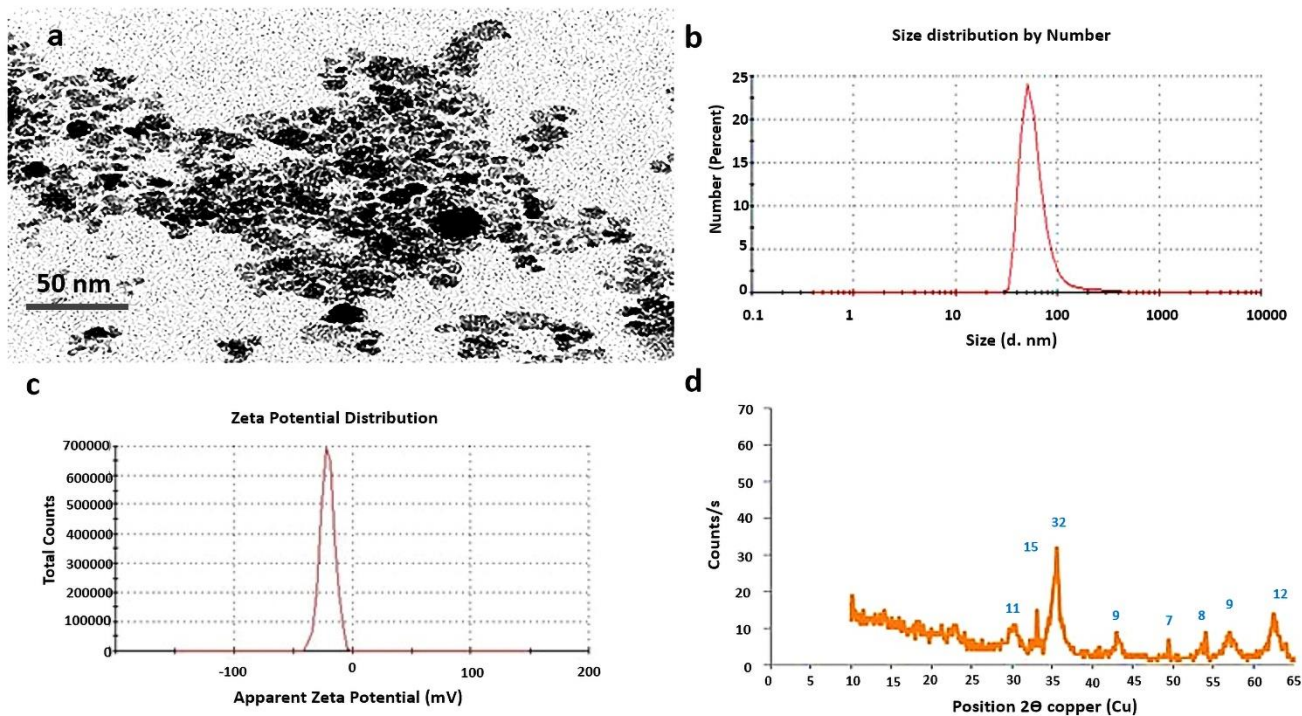 a
50 nm
b
Size distribution by Number
Number (Percent)
25
20
15
10
5
0
0.1 1 10 100 1000 10000
Size (d. nm)
c
Zeta Potential Distribution
Total Counts
700000
600000
500000
400000
300000
200000
100000
0
-100 0 100 200
Apparent Zeta Potential (mV)
d
Counts/s
70
60
50
40
30
20
10
0
11 15 32 9 7 8 9 12
0 5 10 15 20 25 30 35 40 45 50 55 60 65
Position 2Ɵ copper (Cu)